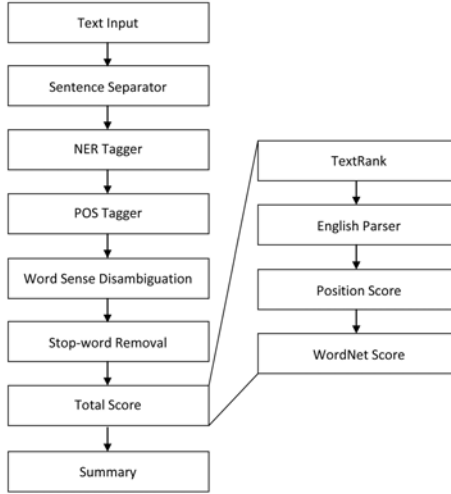 Text Input
Sentence Separator
NER Tagger
POS Tagger
Word Sense Disambiguation
Stop-word Removal
Total Score
Summary
TextRank
English Parser
Position Score
WordNet Score